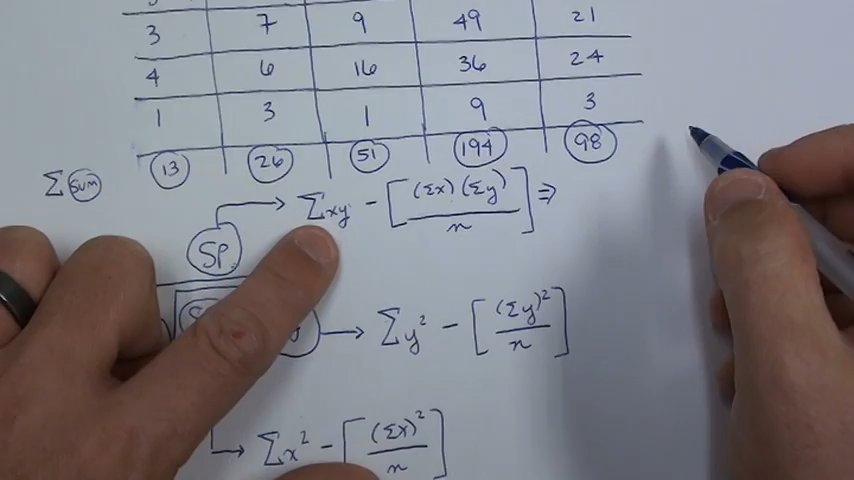 3 7 9 49 21
4 6 16 36 24
1 3 1 9 3
Σ Sum 13 26 51 194 98
SP → Σxy - [(Σx)(Σy) / n] ⇒
→ Σy² - [(Σy)² / n]
→ Σx² - [(Σx)² / n]